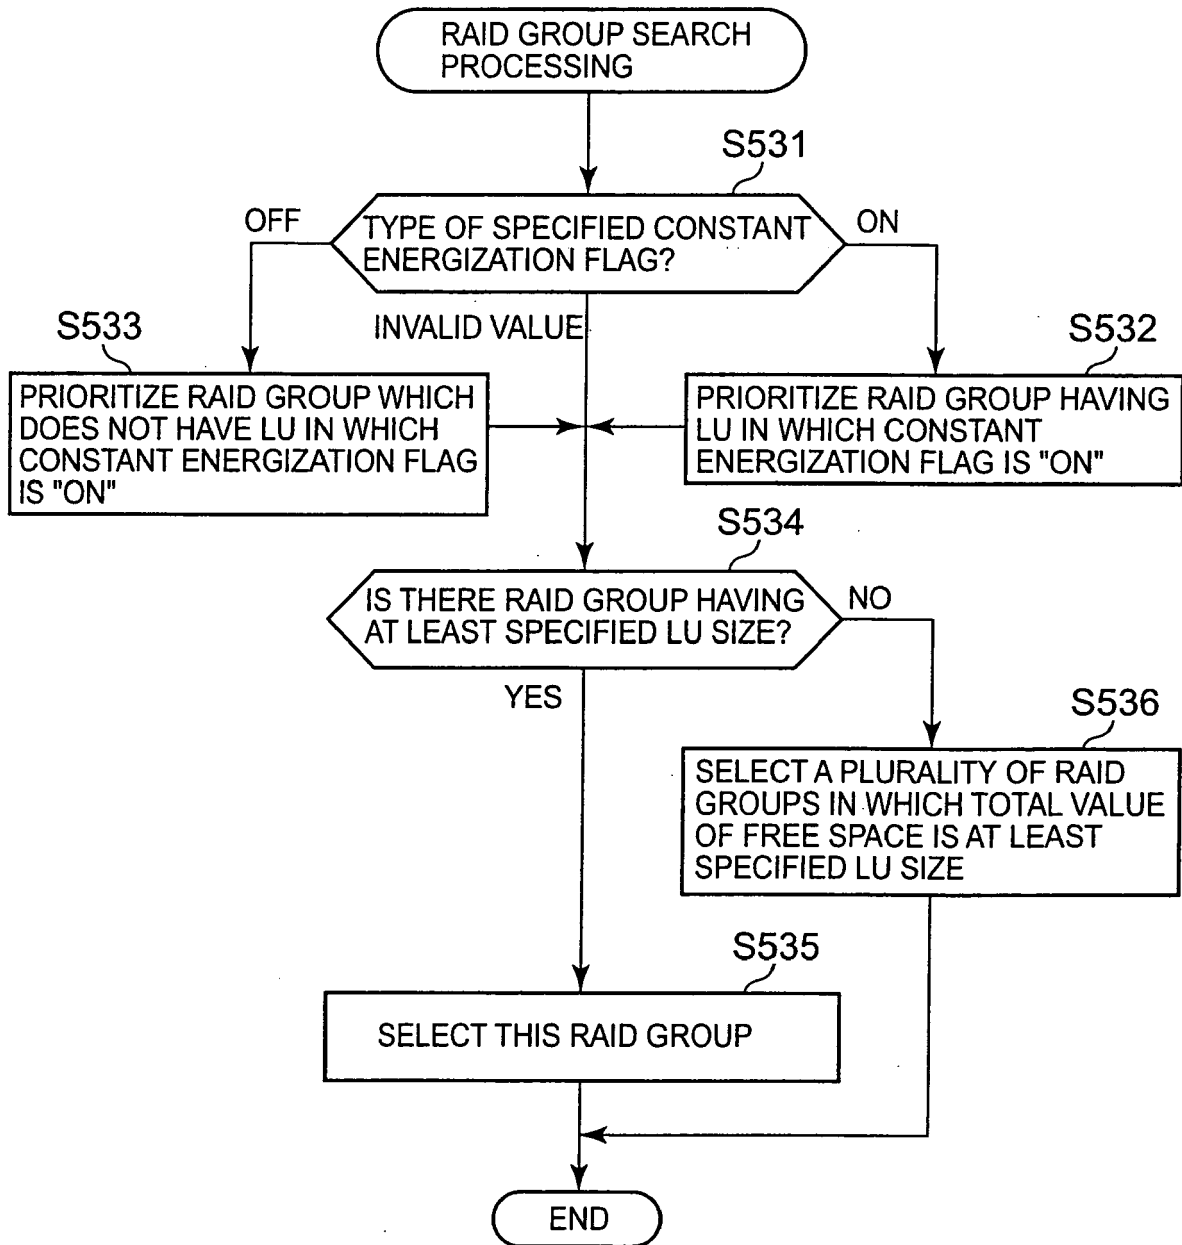 RAID GROUP SEARCH
PROCESSING
S531
OFF
TYPE OF SPECIFIED CONSTANT
ENERGIZATION FLAG?
ON
INVALID VALUE
S533
PRIORITIZE RAID GROUP WHICH
DOES NOT HAVE LU IN WHICH
CONSTANT ENERGIZATION FLAG
IS "ON"
S532
PRIORITIZE RAID GROUP HAVING
LU IN WHICH CONSTANT
ENERGIZATION FLAG IS "ON"
S534
IS THERE RAID GROUP HAVING
AT LEAST SPECIFIED LU SIZE?
NO
YES
S536
SELECT A PLURALITY OF RAID
GROUPS IN WHICH TOTAL VALUE
OF FREE SPACE IS AT LEAST
SPECIFIED LU SIZE
S535
SELECT THIS RAID GROUP
END